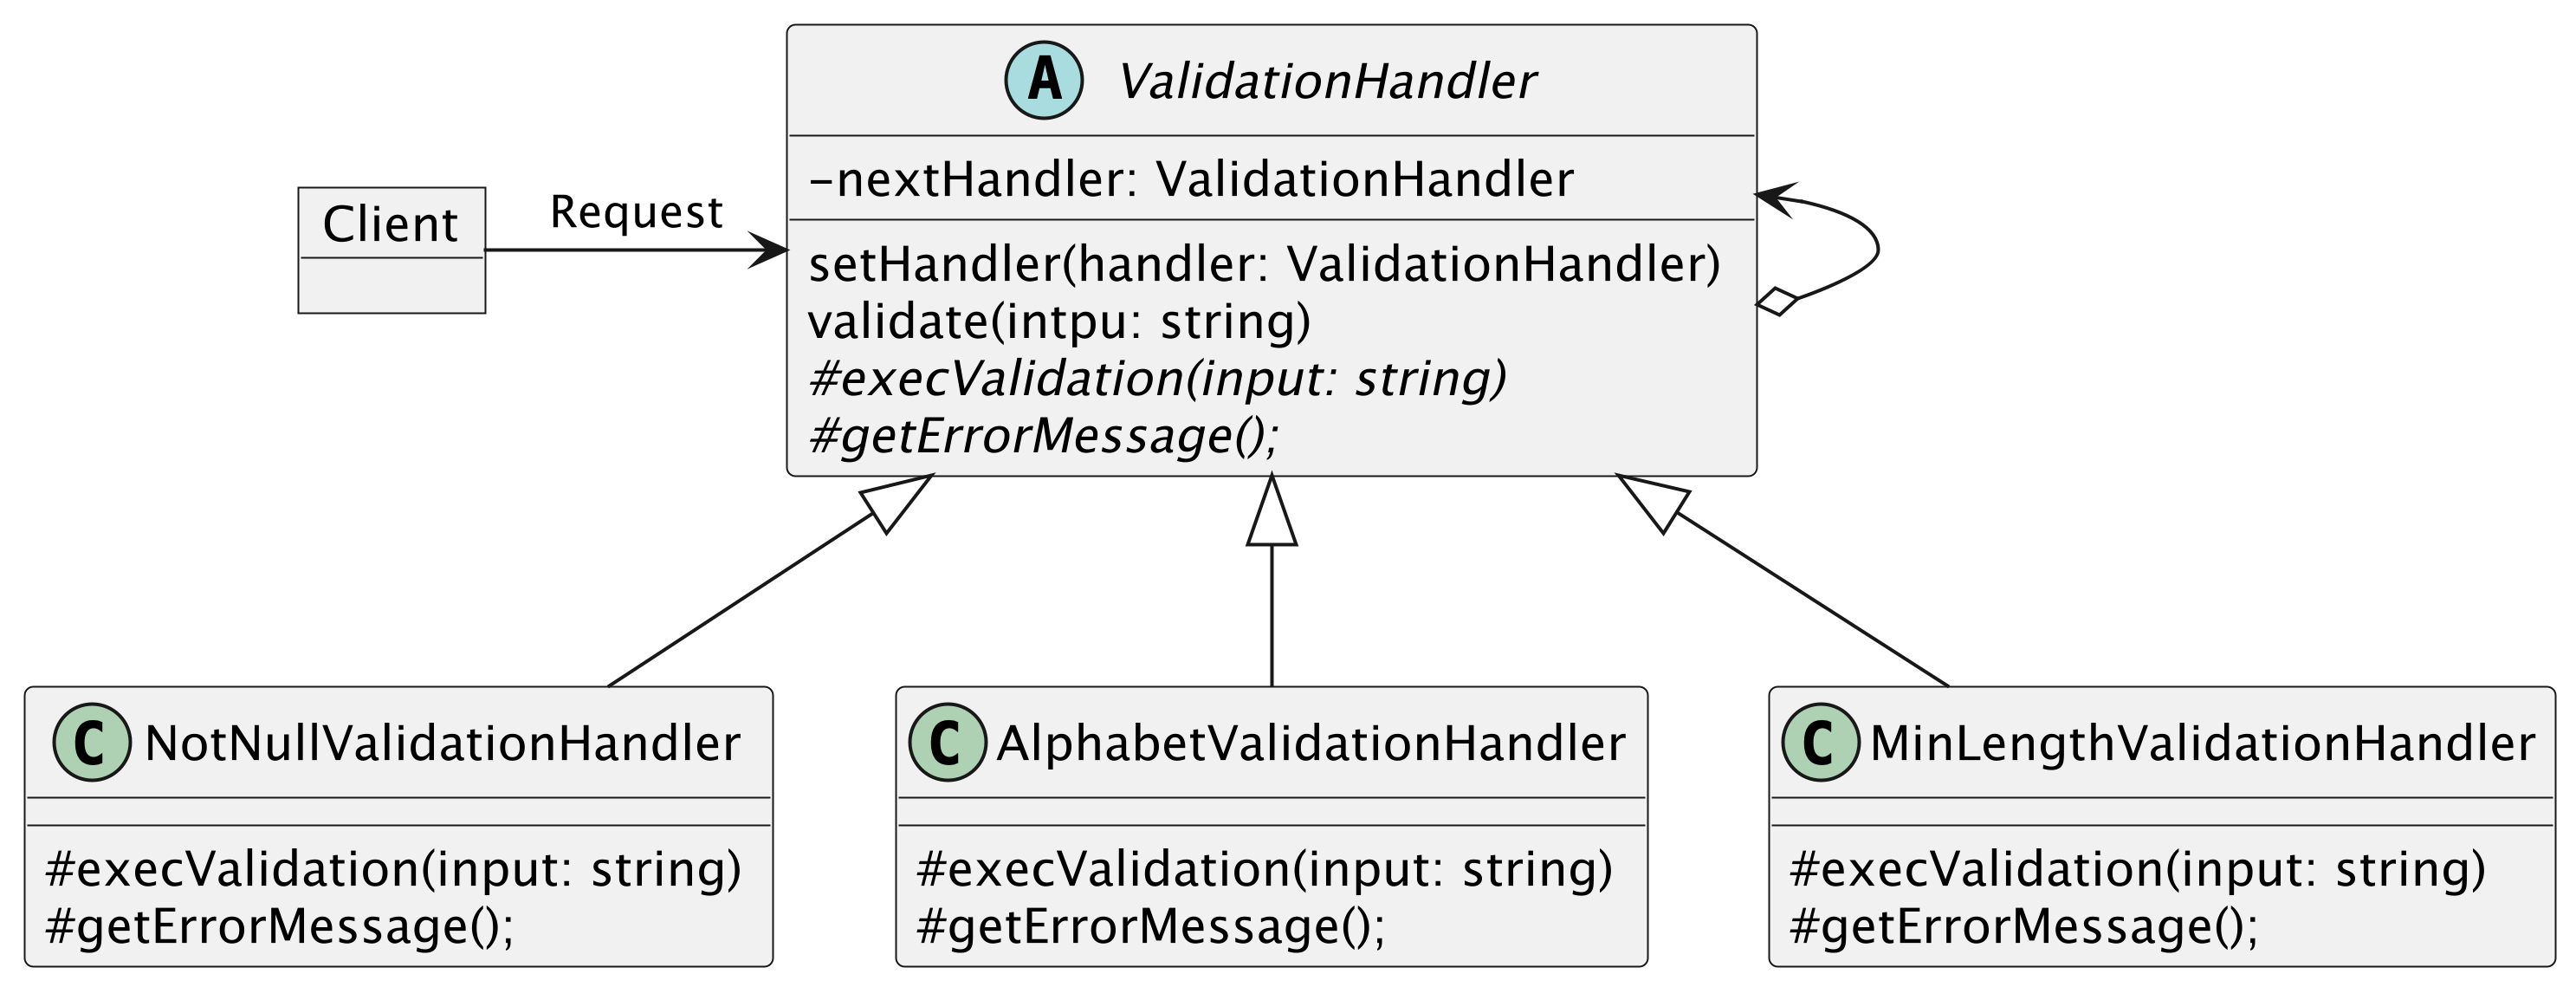 A ValidationHandler
-nextHandler: ValidationHandler
setHandler(handler: ValidationHandler)
validate(intpu: string)
#execValidation(input: string)
#getErrorMessage();
Client
Request
C NotNullValidationHandler
#execValidation(input: string)
#getErrorMessage();
C AlphabetValidationHandler
#execValidation(input: string)
#getErrorMessage();
C MinLengthValidationHandler
#execValidation(input: string)
#getErrorMessage();